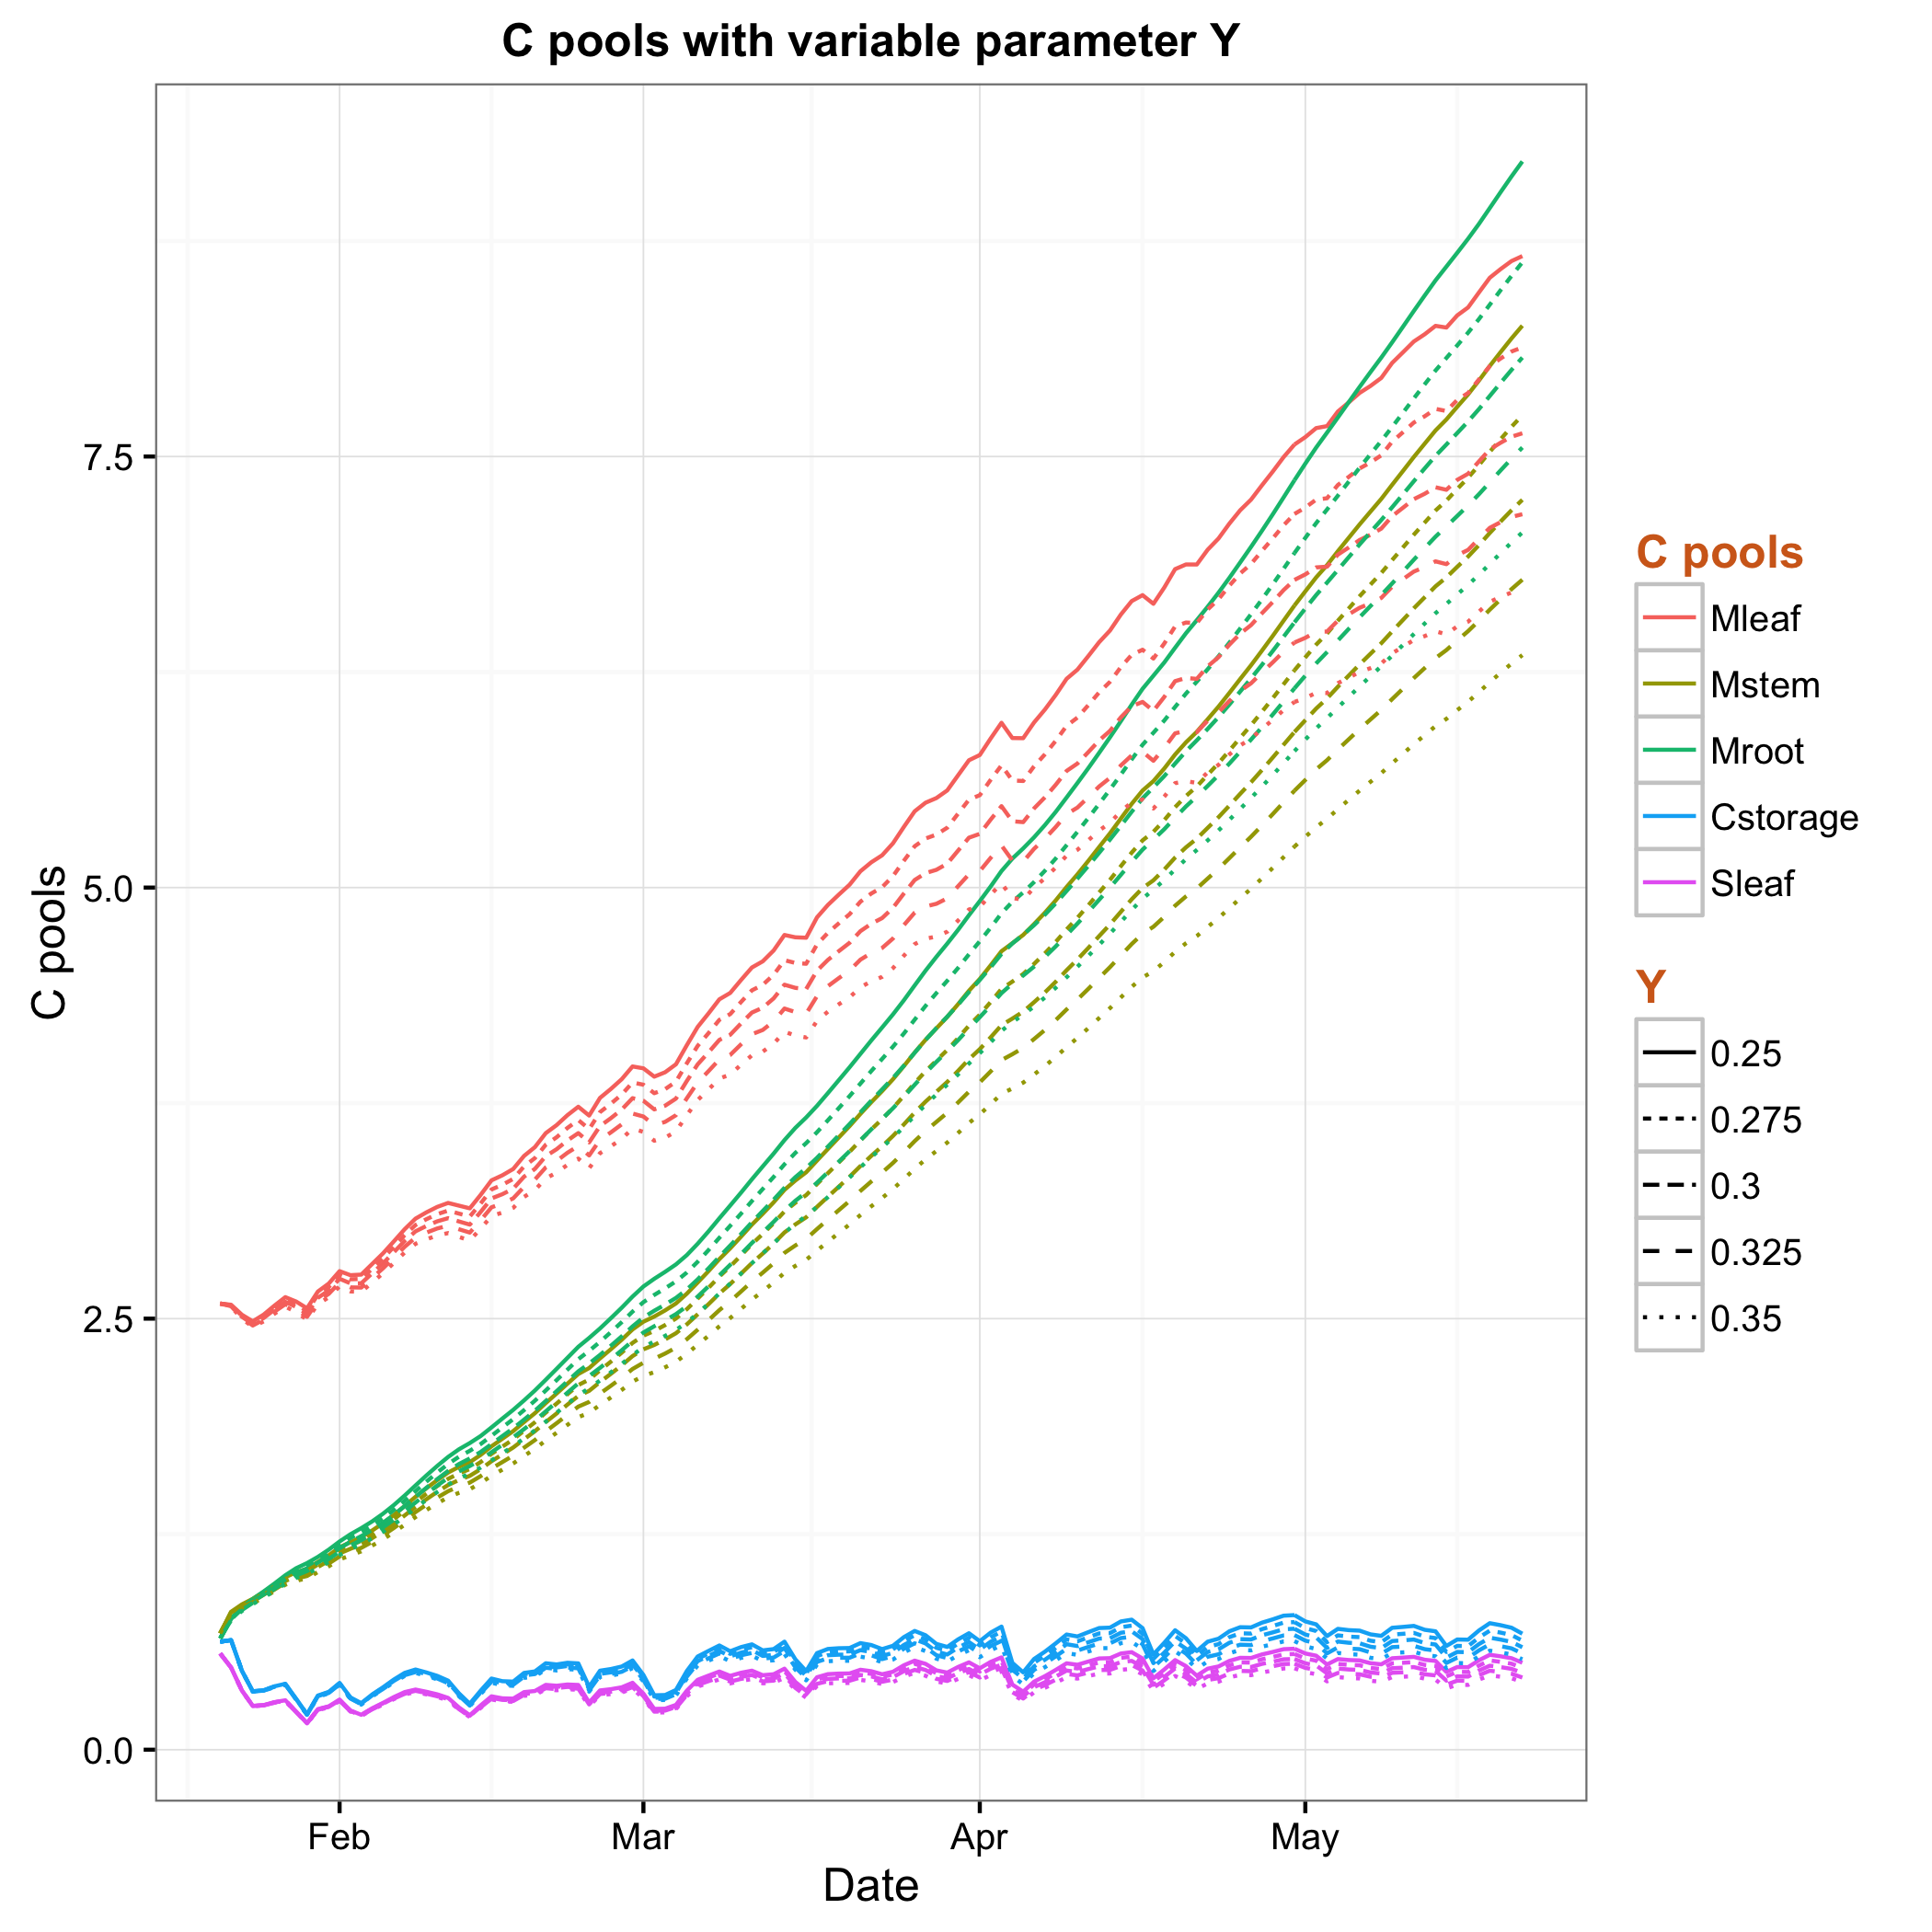 C pools with variable parameter Y
C pools
7.5
5.0
2.5
0.0
Feb Mar Apr May
Date
C pools
Mleaf
Mstem
Mroot
Cstorage
Sleaf
Y
0.25
0.275
0.3
0.325
0.35